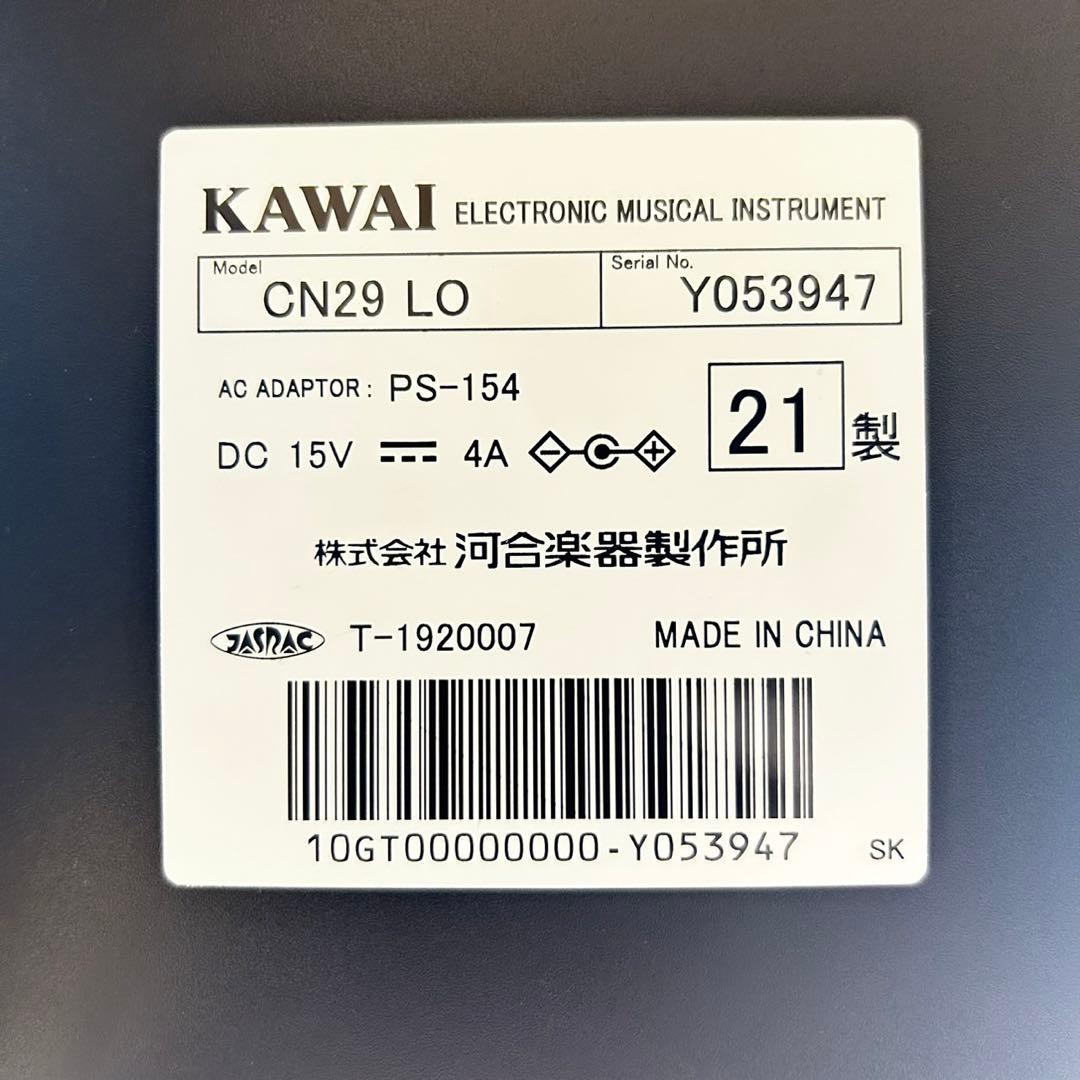 KAWAI ELECTRONIC MUSICAL INSTRUMENT
Model Serial No.
CN29 LO Y053947
AC ADAPTOR: PS-154
DC 15V 4A 21 製
株式会社 河合楽器製作所
JASRAC T-1920007 MADE IN CHINA
10GT00000000-Y053947 SK